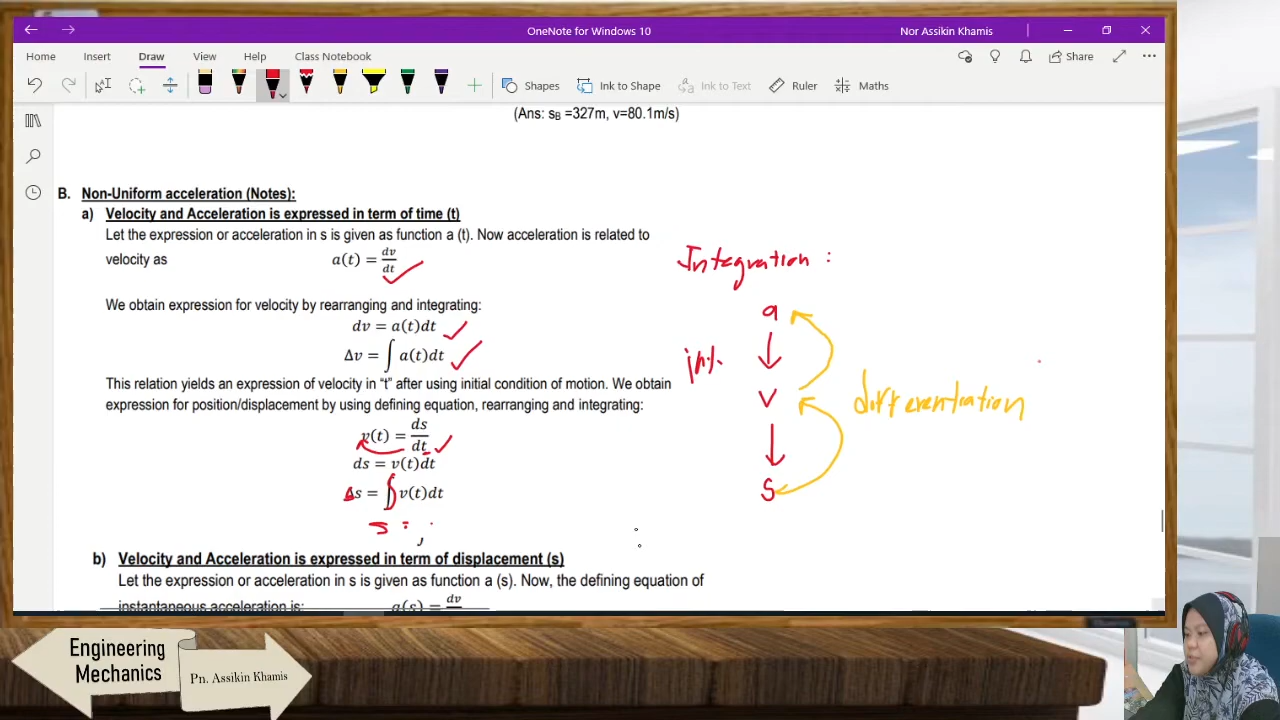 OneNote for Windows 10
Nor Assikin Khamis
Home Insert Draw View Help Class Notebook
Share
Shapes Ink to Shape Ink to Text Ruler Maths
(Ans: sB =327m, v=80.1m/s)
B. Non-Uniform acceleration (Notes):
a) Velocity and Acceleration is expressed in term of time (t)
Let the expression or acceleration in s is given as function a (t). Now acceleration is related to
velocity as a(t) = dv/dt
We obtain expression for velocity by rearranging and integrating:
dv = a(t)dt
Δv = ∫ a(t)dt
This relation yields an expression of velocity in “t” after using initial condition of motion. We obtain
expression for position/displacement by using defining equation, rearranging and integrating:
v(t) = ds/dt
ds = v(t)dt
Δs = ∫ v(t)dt
s =
b) Velocity and Acceleration is expressed in term of displacement (s)
Let the expression or acceleration in s is given as function a (s). Now, the defining equation of
instantaneous acceleration is: a(s) = dv
Integration :
a
int.
v
differentiation
s
Engineering
Mechanics
Pn. Assikin Khamis